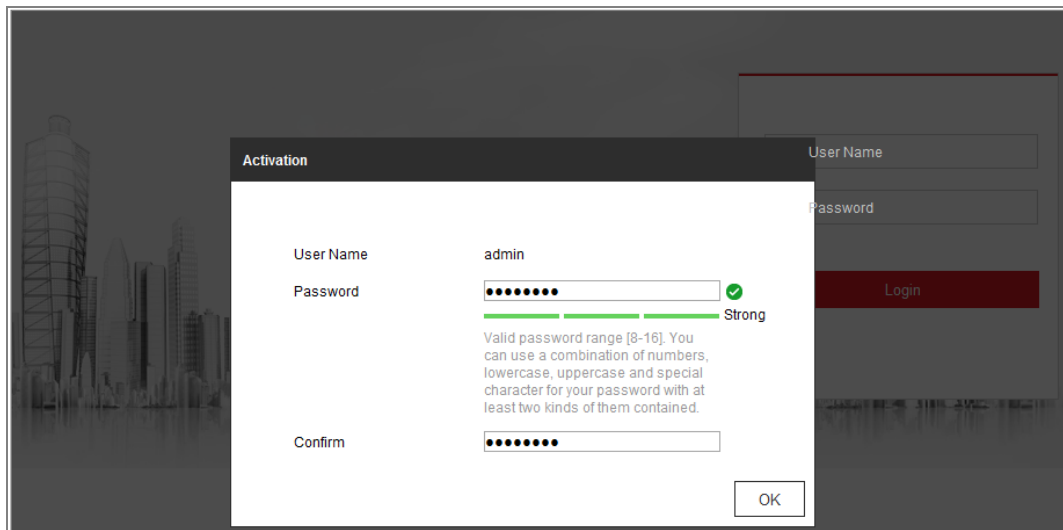 Activation
User Name
Password
Login
User Name admin
Password ●●●●●●●●
Strong
Valid password range [8-16]. You
can use a combination of numbers,
lowercase, uppercase and special
character for your password with at
least two kinds of them contained.
Confirm ●●●●●●●●
OK